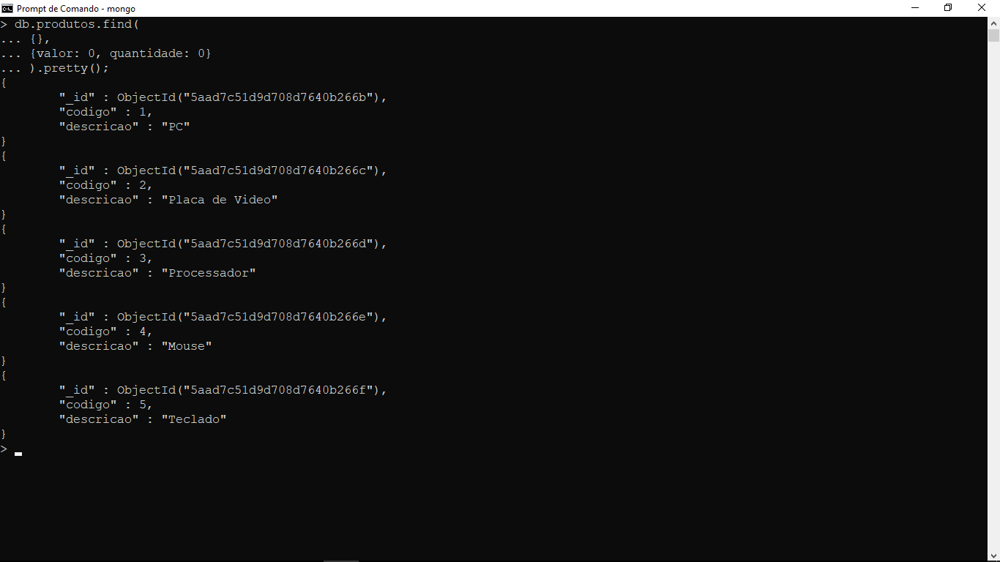 Prompt de Comando - mongo
> db.produtos.find(
... {},
... {valor: 0, quantidade: 0}
... ).pretty();
{
        "_id" : ObjectId("5aad7c51d9d708d7640b266b"),
        "codigo" : 1,
        "descricao" : "PC"
}
{
        "_id" : ObjectId("5aad7c51d9d708d7640b266c"),
        "codigo" : 2,
        "descricao" : "Placa de Video"
}
{
        "_id" : ObjectId("5aad7c51d9d708d7640b266d"),
        "codigo" : 3,
        "descricao" : "Processador"
}
{
        "_id" : ObjectId("5aad7c51d9d708d7640b266e"),
        "codigo" : 4,
        "descricao" : "Mouse"
}
{
        "_id" : ObjectId("5aad7c51d9d708d7640b266f"),
        "codigo" : 5,
        "descricao" : "Teclado"
}
>